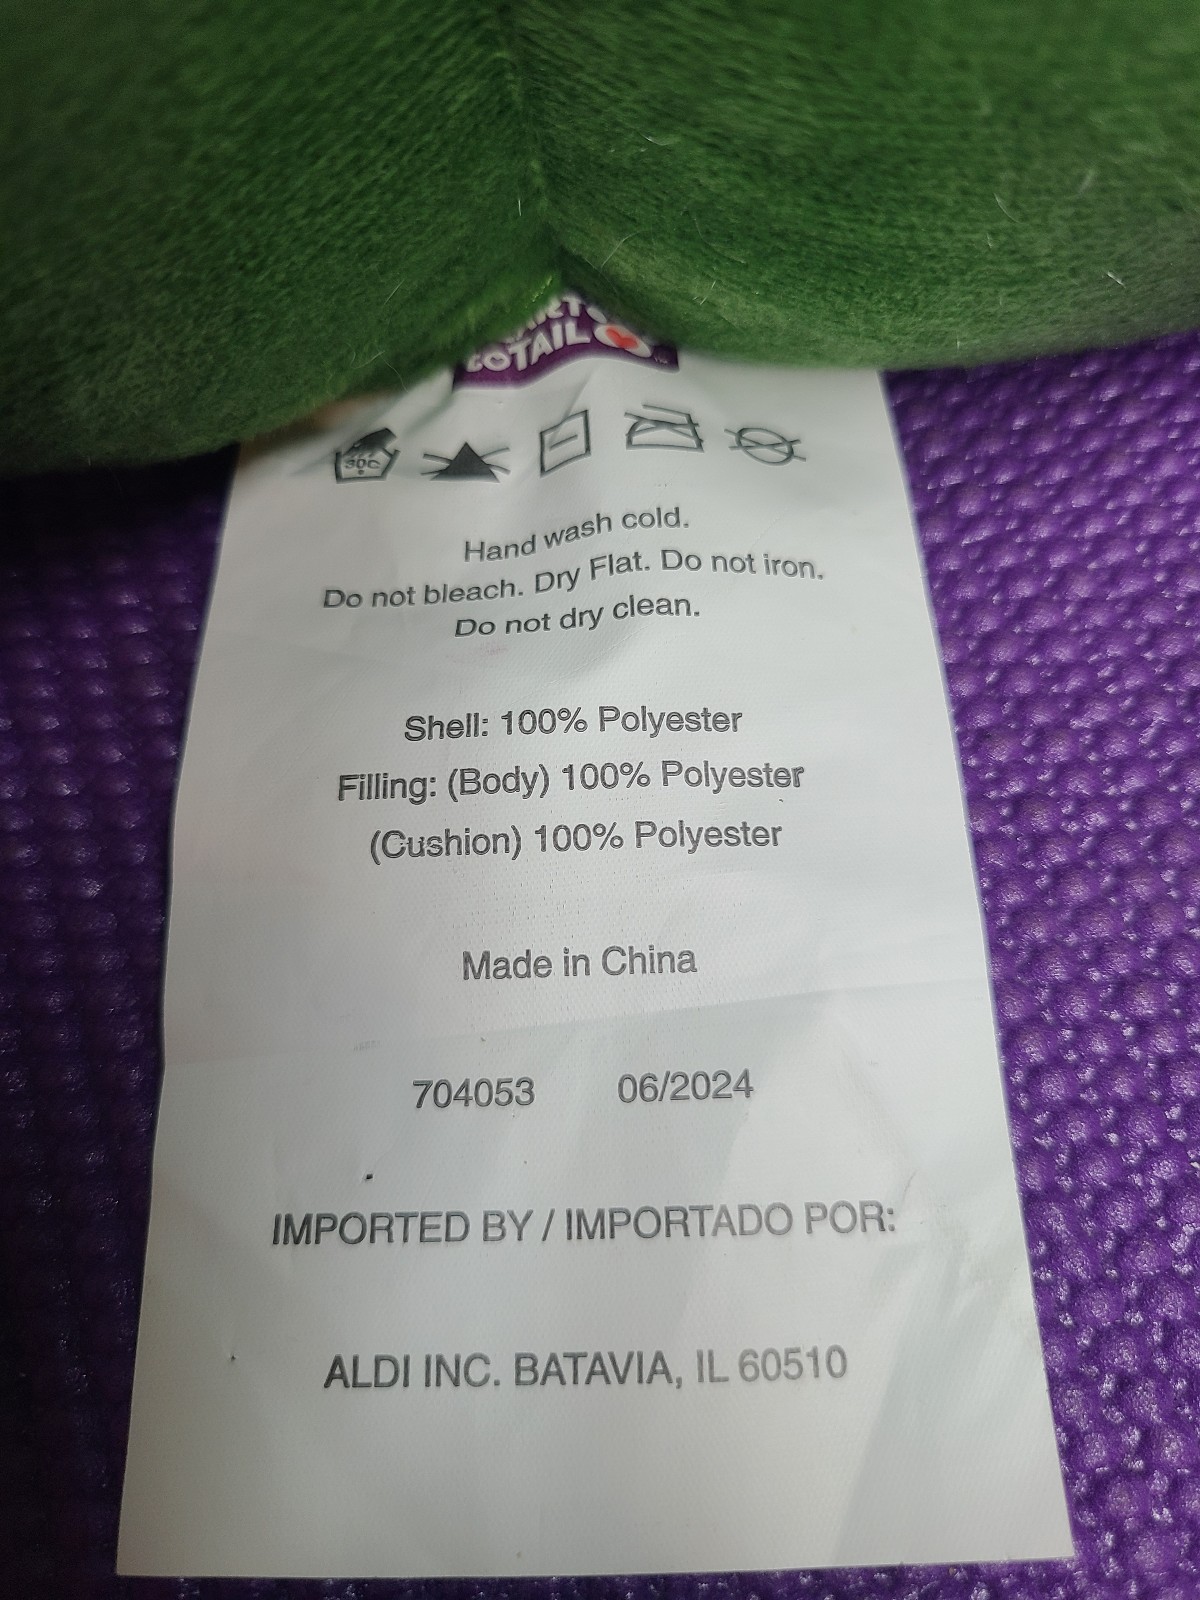 TAIL
30C
Hand wash cold.
Do not bleach. Dry Flat. Do not iron.
Do not dry clean.
Shell: 100% Polyester
Filling: (Body) 100% Polyester
(Cushion) 100% Polyester
Made in China
704053 06/2024
IMPORTED BY / IMPORTADO POR:
ALDI INC. BATAVIA, IL 60510